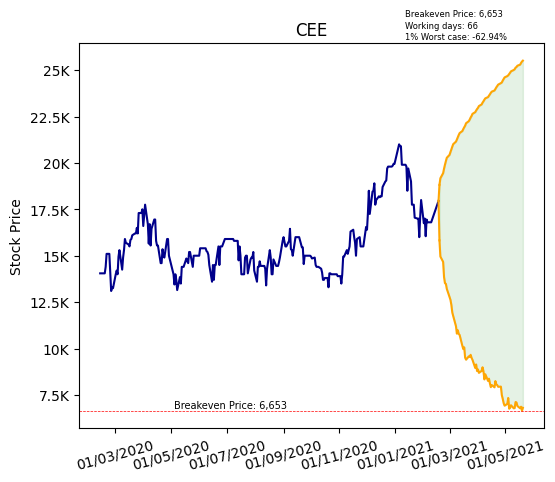 Breakeven Price: 6,653
Working days: 66
1% Worst case: -62.94%
CEE
Stock Price
25K
22.5K
20K
17.5K
15K
12.5K
10K
7.5K
Breakeven Price: 6,653
01/03/2020
01/05/2020
01/07/2020
01/09/2020
01/11/2020
01/01/2021
01/03/2021
01/05/2021